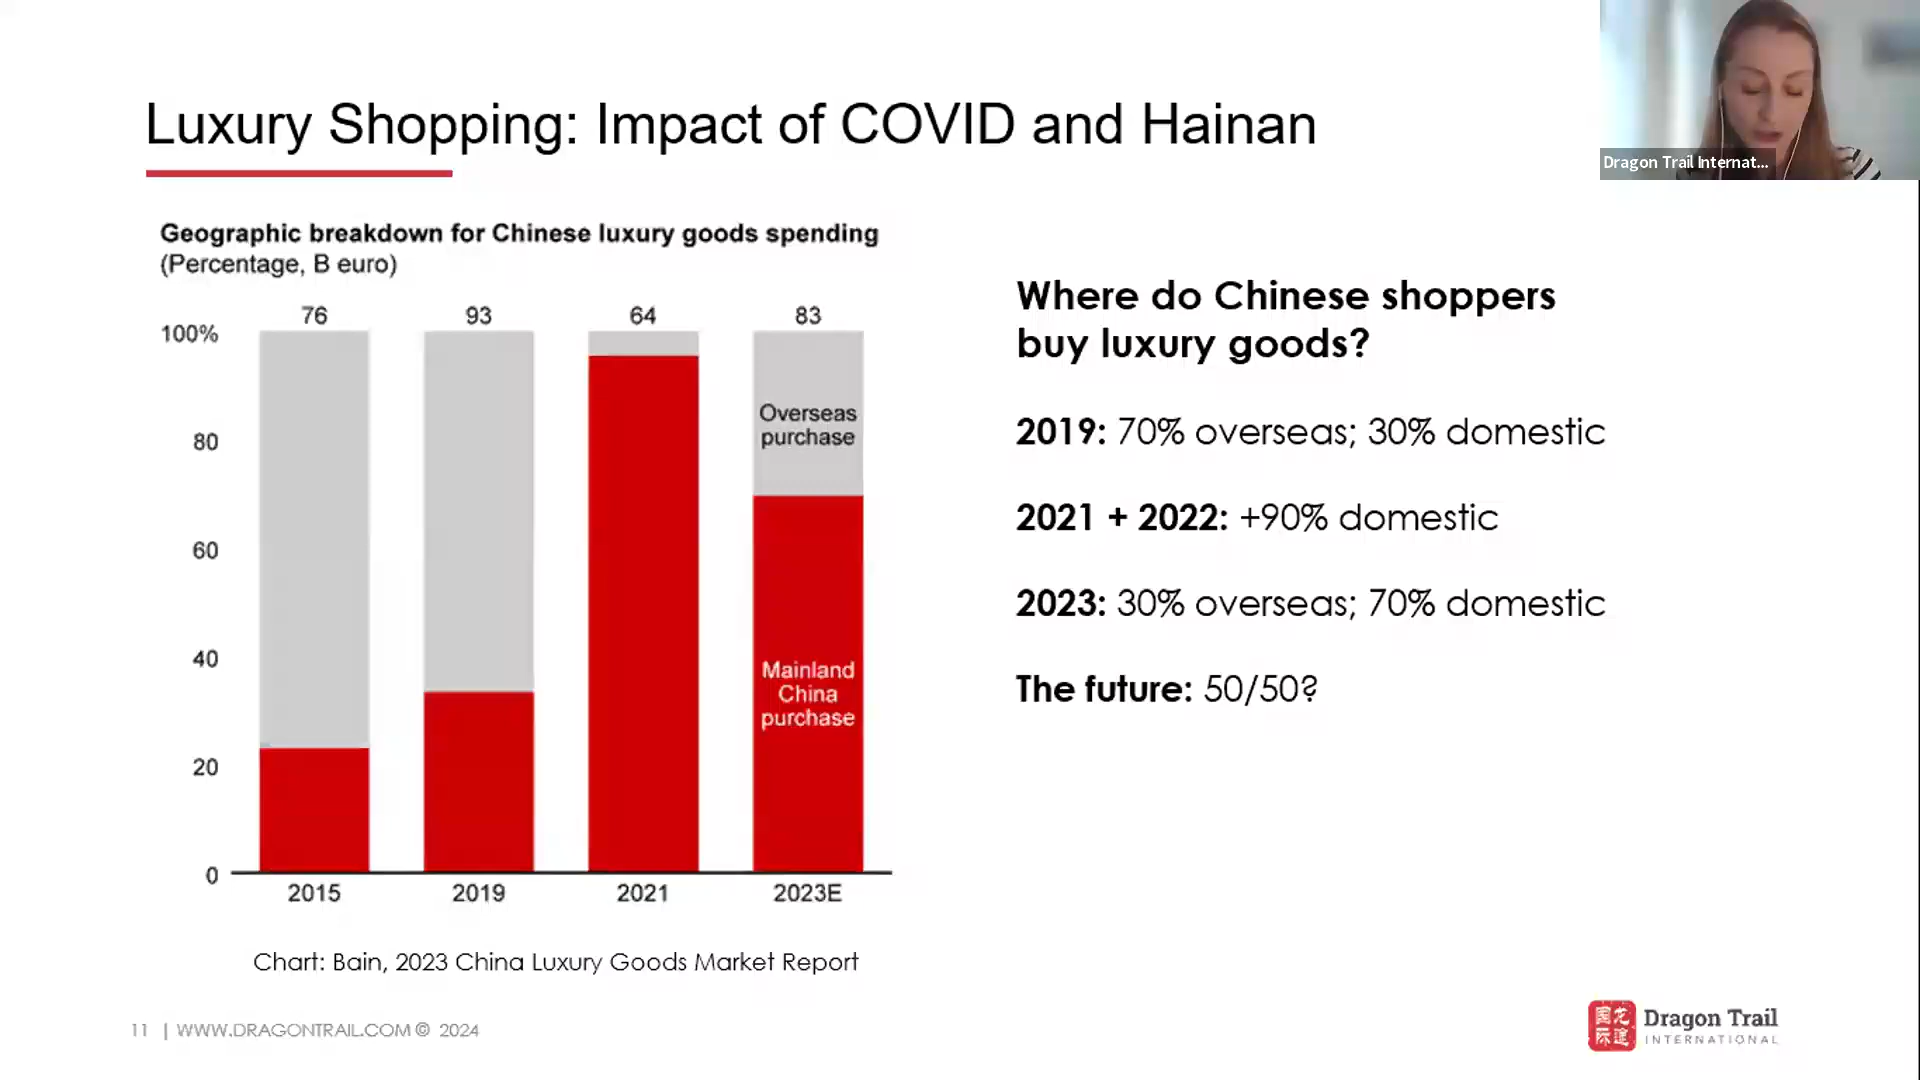 Luxury Shopping: Impact of COVID and Hainan
Dragon Trail Internat...
Geographic breakdown for Chinese luxury goods spending
(Percentage, B euro)
76 93 64 83
100%
80
60
40
20
0
Overseas
purchase
Mainland
China
purchase
2015 2019 2021 2023E
Chart: Bain, 2023 China Luxury Goods Market Report
Where do Chinese shoppers
buy luxury goods?
2019: 70% overseas; 30% domestic
2021 + 2022: +90% domestic
2023: 30% overseas; 70% domestic
The future: 50/50?
11 | WWW.DRAGONTRAIL.COM © 2024
龙途
国际
Dragon Trail
INTERNATIONAL